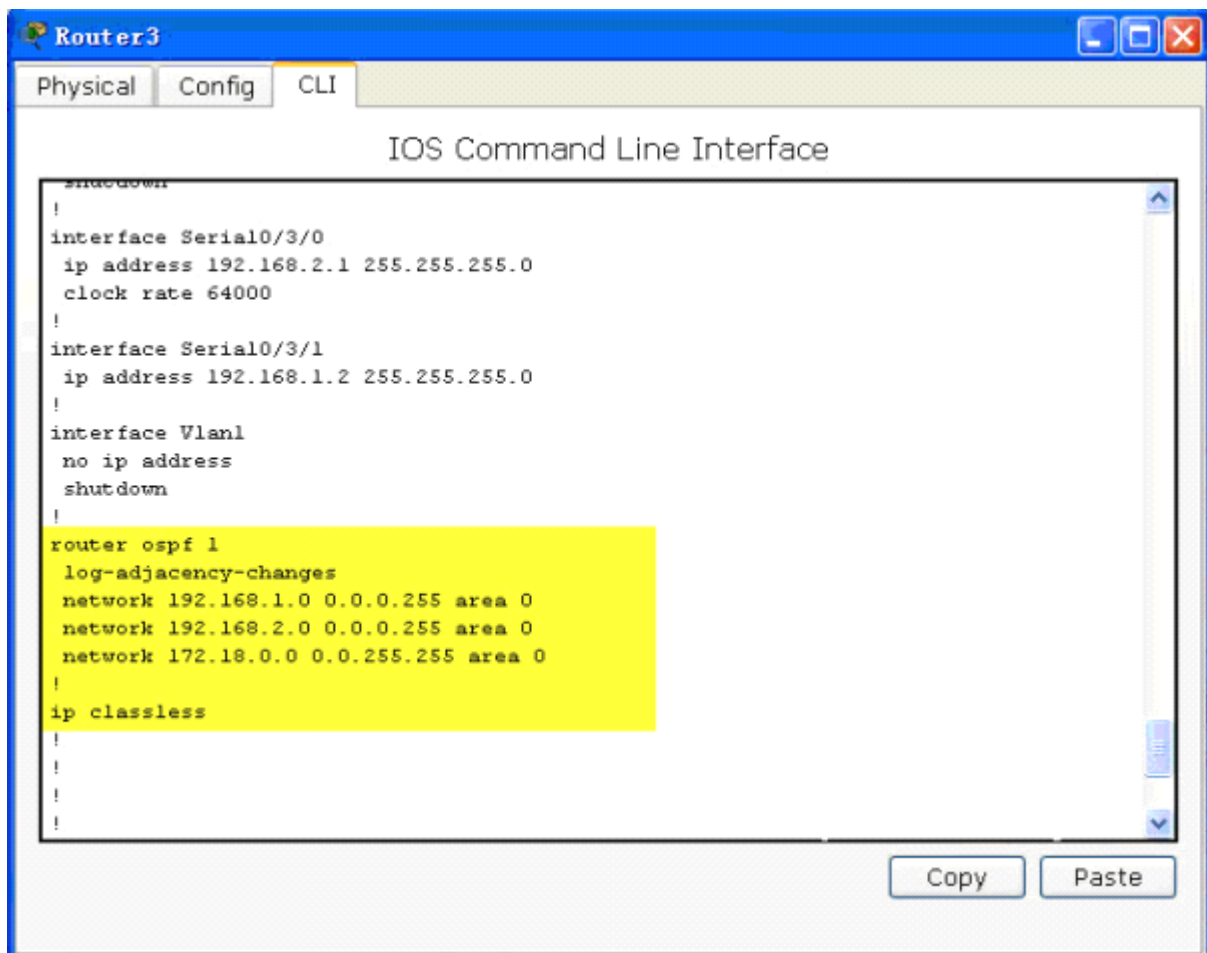 Router3
Physical Config CLI
IOS Command Line Interface
shutdown
!
interface Serial0/3/0
 ip address 192.168.2.1 255.255.255.0
 clock rate 64000
!
interface Serial0/3/1
 ip address 192.168.1.2 255.255.255.0
!
interface Vlan1
 no ip address
 shutdown
!
router ospf 1
 log-adjacency-changes
 network 192.168.1.0 0.0.0.255 area 0
 network 192.168.2.0 0.0.0.255 area 0
 network 172.18.0.0 0.0.255.255 area 0
!
ip classless
!
!
!
!
Copy Paste